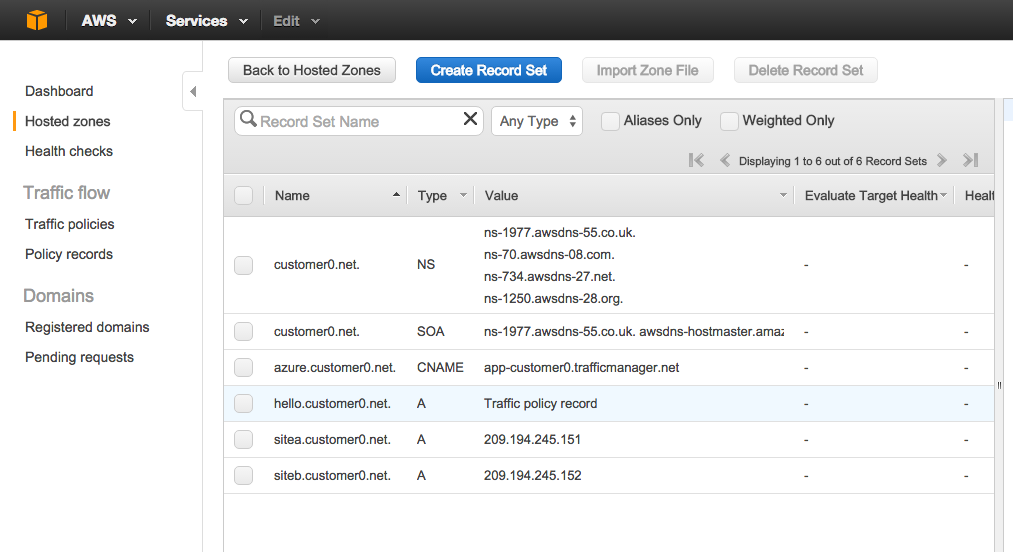 AWS Services Edit
Back to Hosted Zones Create Record Set Import Zone File Delete Record Set
Dashboard
Hosted zones
Health checks
Traffic flow
Traffic policies
Policy records
Domains
Registered domains
Pending requests
Record Set Name Any Type Aliases Only Weighted Only
Displaying 1 to 6 out of 6 Record Sets
Name Type Value Evaluate Target Health Healt
customer0.net. NS ns-1977.awsdns-55.co.uk.
ns-70.awsdns-08.com.
ns-734.awsdns-27.net.
ns-1250.awsdns-28.org. - -
customer0.net. SOA ns-1977.awsdns-55.co.uk. awsdns-hostmaster.amaz - -
azure.customer0.net. CNAME app-customer0.trafficmanager.net - -
hello.customer0.net. A Traffic policy record - -
sitea.customer0.net. A 209.194.245.151 - -
siteb.customer0.net. A 209.194.245.152 - -